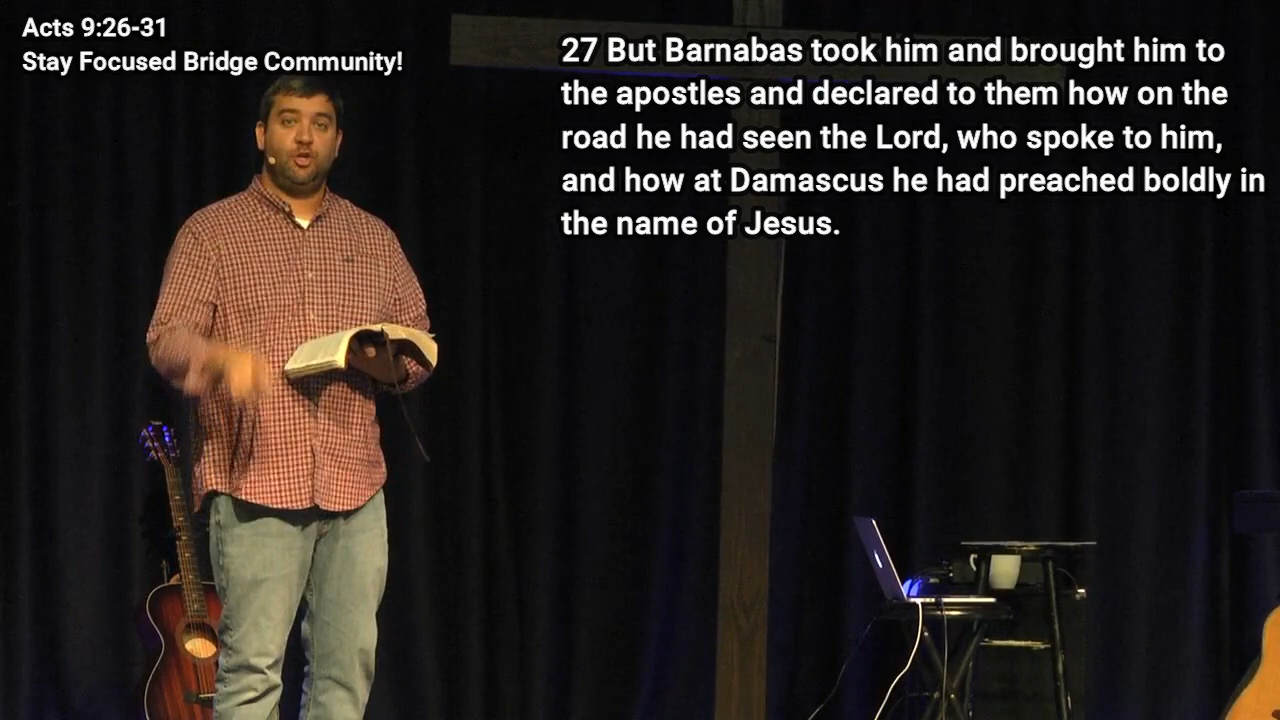 Acts 9:26-31
Stay Focused Bridge Community!
27 But Barnabas took him and brought him to
the apostles and declared to them how on the
road he had seen the Lord, who spoke to him,
and how at Damascus he had preached boldly in
the name of Jesus.